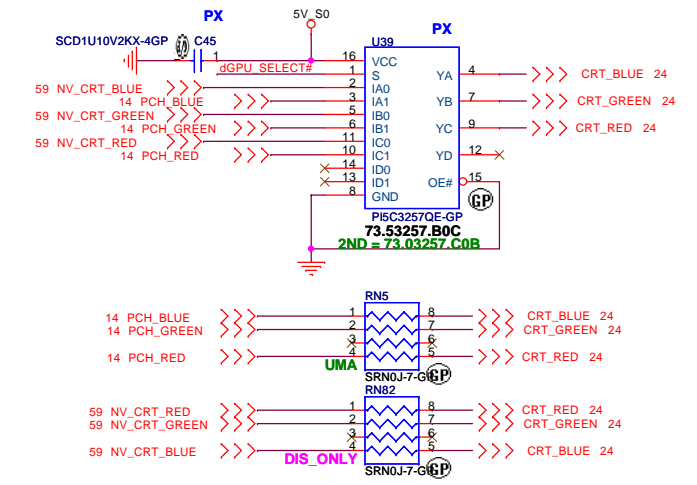 PX
5V_S0
PX
SCD1U10V2KX-4GP
C45
U39
1
dGPU_SELECT#
16 VCC
1 S
YA 4
CRT_BLUE 24
59 NV_CRT_BLUE
2 IA0
14 PCH_BLUE
3 IA1
YB 7
CRT_GREEN 24
59 NV_CRT_GREEN
5 IB0
14 PCH_GREEN
6 IB1
YC 9
CRT_RED 24
59 NV_CRT_RED
11 IC0
14 PCH_RED
10 IC1
YD 12
14 ID0
13 ID1
OE# 15
8 GND
GP
PI5C3257QE-GP
73.53257.B0C
2ND = 73.03257.C0B
RN5
14 PCH_BLUE
1
8
CRT_BLUE 24
14 PCH_GREEN
2
7
CRT_GREEN 24
3
6
14 PCH_RED
4
5
CRT_RED 24
UMA
SRN0J-7-G
GP
RN82
59 NV_CRT_RED
1
8
CRT_RED 24
59 NV_CRT_GREEN
2
7
CRT_GREEN 24
3
6
59 NV_CRT_BLUE
4
5
CRT_BLUE 24
DIS_ONLY
SRN0J-7-G
GP